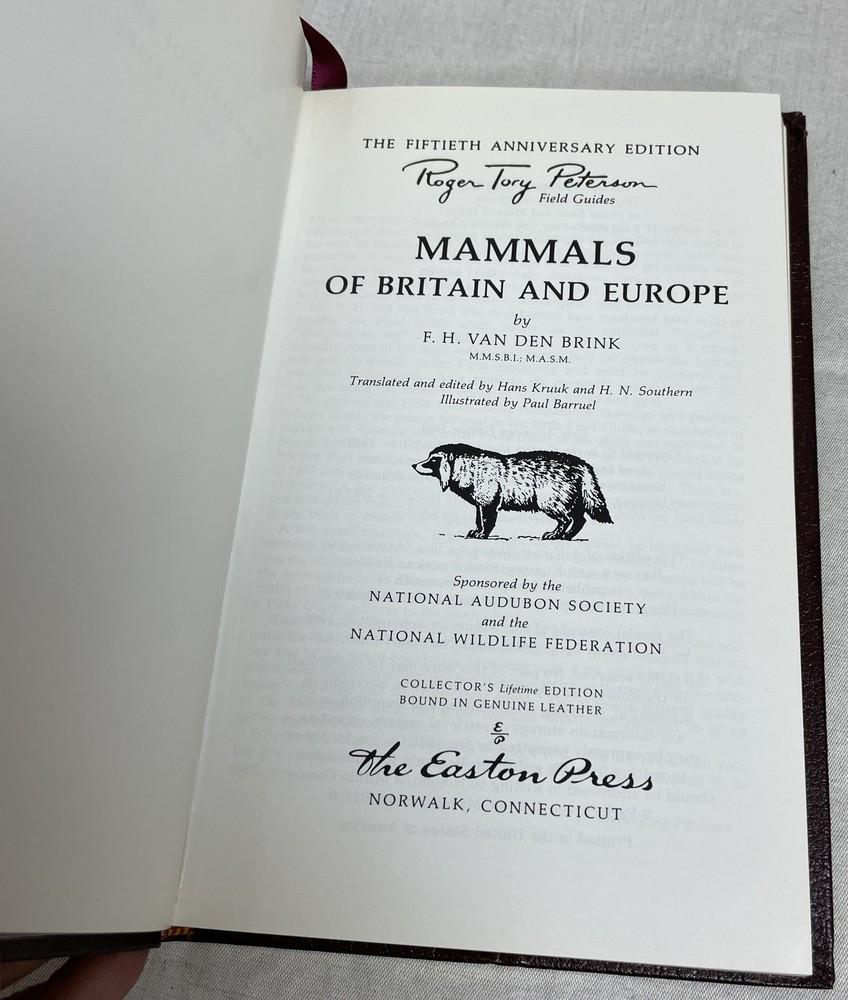 THE FIFTIETH ANNIVERSARY EDITION
Roger Tory Peterson
Field Guides
MAMMALS
OF BRITAIN AND EUROPE
by
F. H. VAN DEN BRINK
M.M.S.B.I.; M.A.S.M.
Translated and edited by Hans Kruuk and H. N. Southern
Illustrated by Paul Barruel
Sponsored by the
NATIONAL AUDUBON SOCIETY
and the
NATIONAL WILDLIFE FEDERATION
COLLECTOR'S Lifetime EDITION
BOUND IN GENUINE LEATHER
E
P
The Easton Press
NORWALK, CONNECTICUT